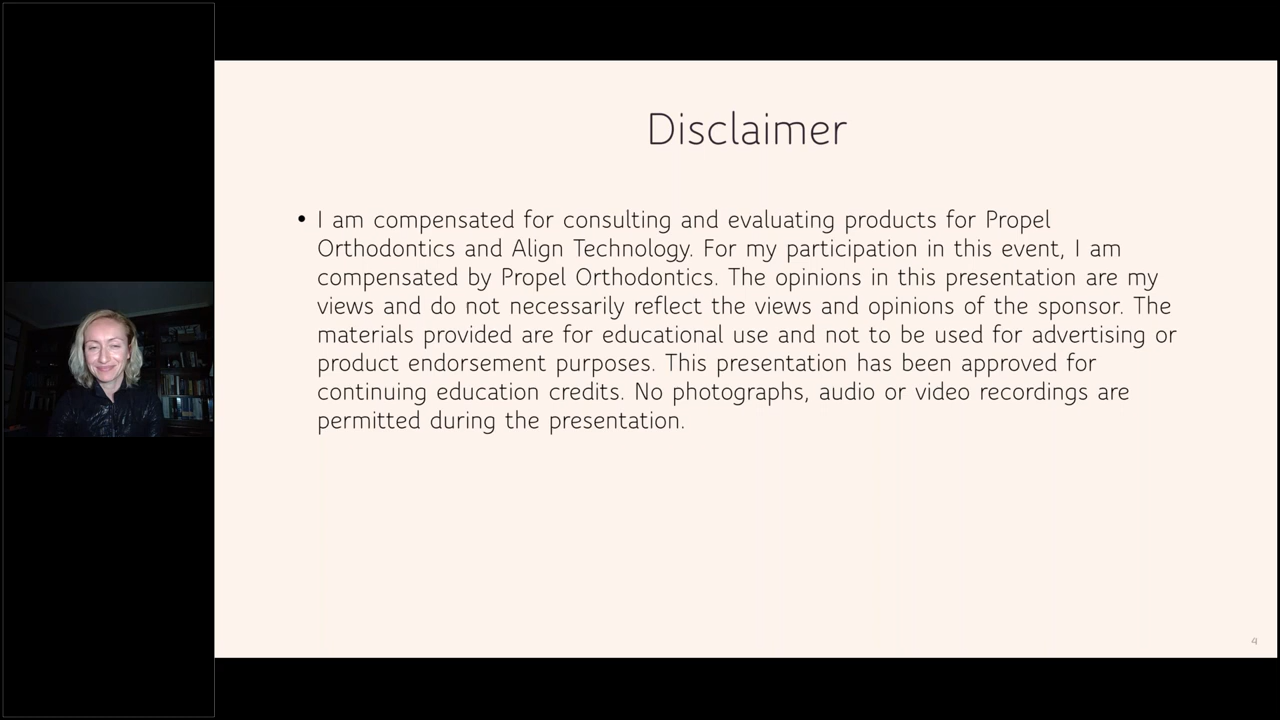 Disclaimer
• I am compensated for consulting and evaluating products for Propel
Orthodontics and Align Technology. For my participation in this event, I am
compensated by Propel Orthodontics. The opinions in this presentation are my
views and do not necessarily reflect the views and opinions of the sponsor. The
materials provided are for educational use and not to be used for advertising or
product endorsement purposes. This presentation has been approved for
continuing education credits. No photographs, audio or video recordings are
permitted during the presentation.
4